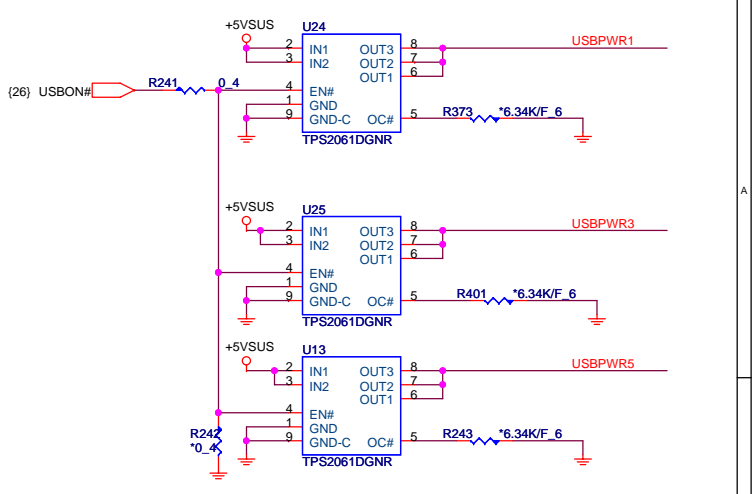 +5VSUS
U24
2 IN1 OUT3 8 USBPWR1
3 IN2 OUT2 7
OUT1 6
{26} USBON# R241 0_4 4 EN#
1 GND
9 GND-C OC# 5 R373 *6.34K/F_6
TPS2061DGNR
A
+5VSUS
U25
2 IN1 OUT3 8 USBPWR3
3 IN2 OUT2 7
OUT1 6
4 EN#
1 GND
9 GND-C OC# 5 R401 *6.34K/F_6
TPS2061DGNR
+5VSUS
U13
2 IN1 OUT3 8 USBPWR5
3 IN2 OUT2 7
OUT1 6
4 EN#
1 GND
R242
9 GND-C OC# 5 R243 *6.34K/F_6
*0_4
TPS2061DGNR